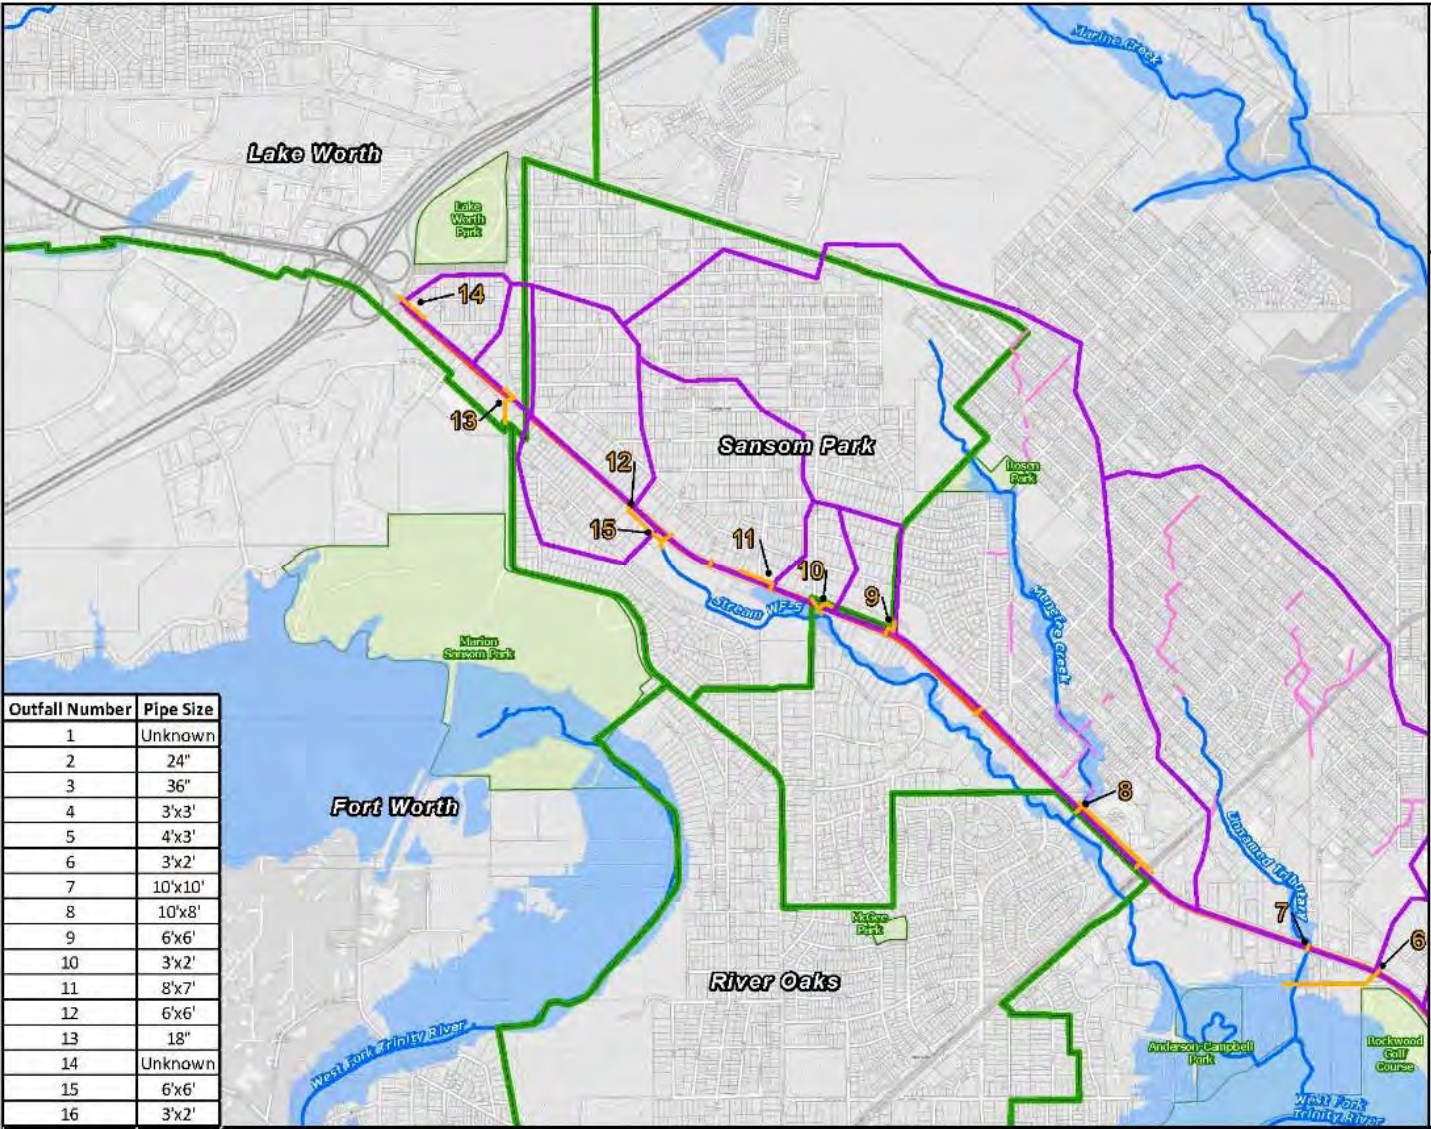 Marine Creek
Lake Worth
Lake
Worth
Park
14
13
Sansom Park
12
Rosen
Park
15
11
10
9
Stream WF-5
Marion
Sansom Park
Outfall Number Pipe Size
1 Unknown
2 24"
3 36"
4 3'x3'
5 4'x3'
6 3'x2'
7 10'x10'
8 10'x8'
9 6'x6'
10 3'x2'
11 8'x7'
12 6'x6'
13 18"
14 Unknown
15 6'x6'
16 3'x2'
Fort Worth
8
Unnamed Tributary
McGee
Park
7
6
River Oaks
West Fork Trinity River
Anderson-Campbell
Park
Rockwood
Golf
Course
West Fork
Trinity River
Creek